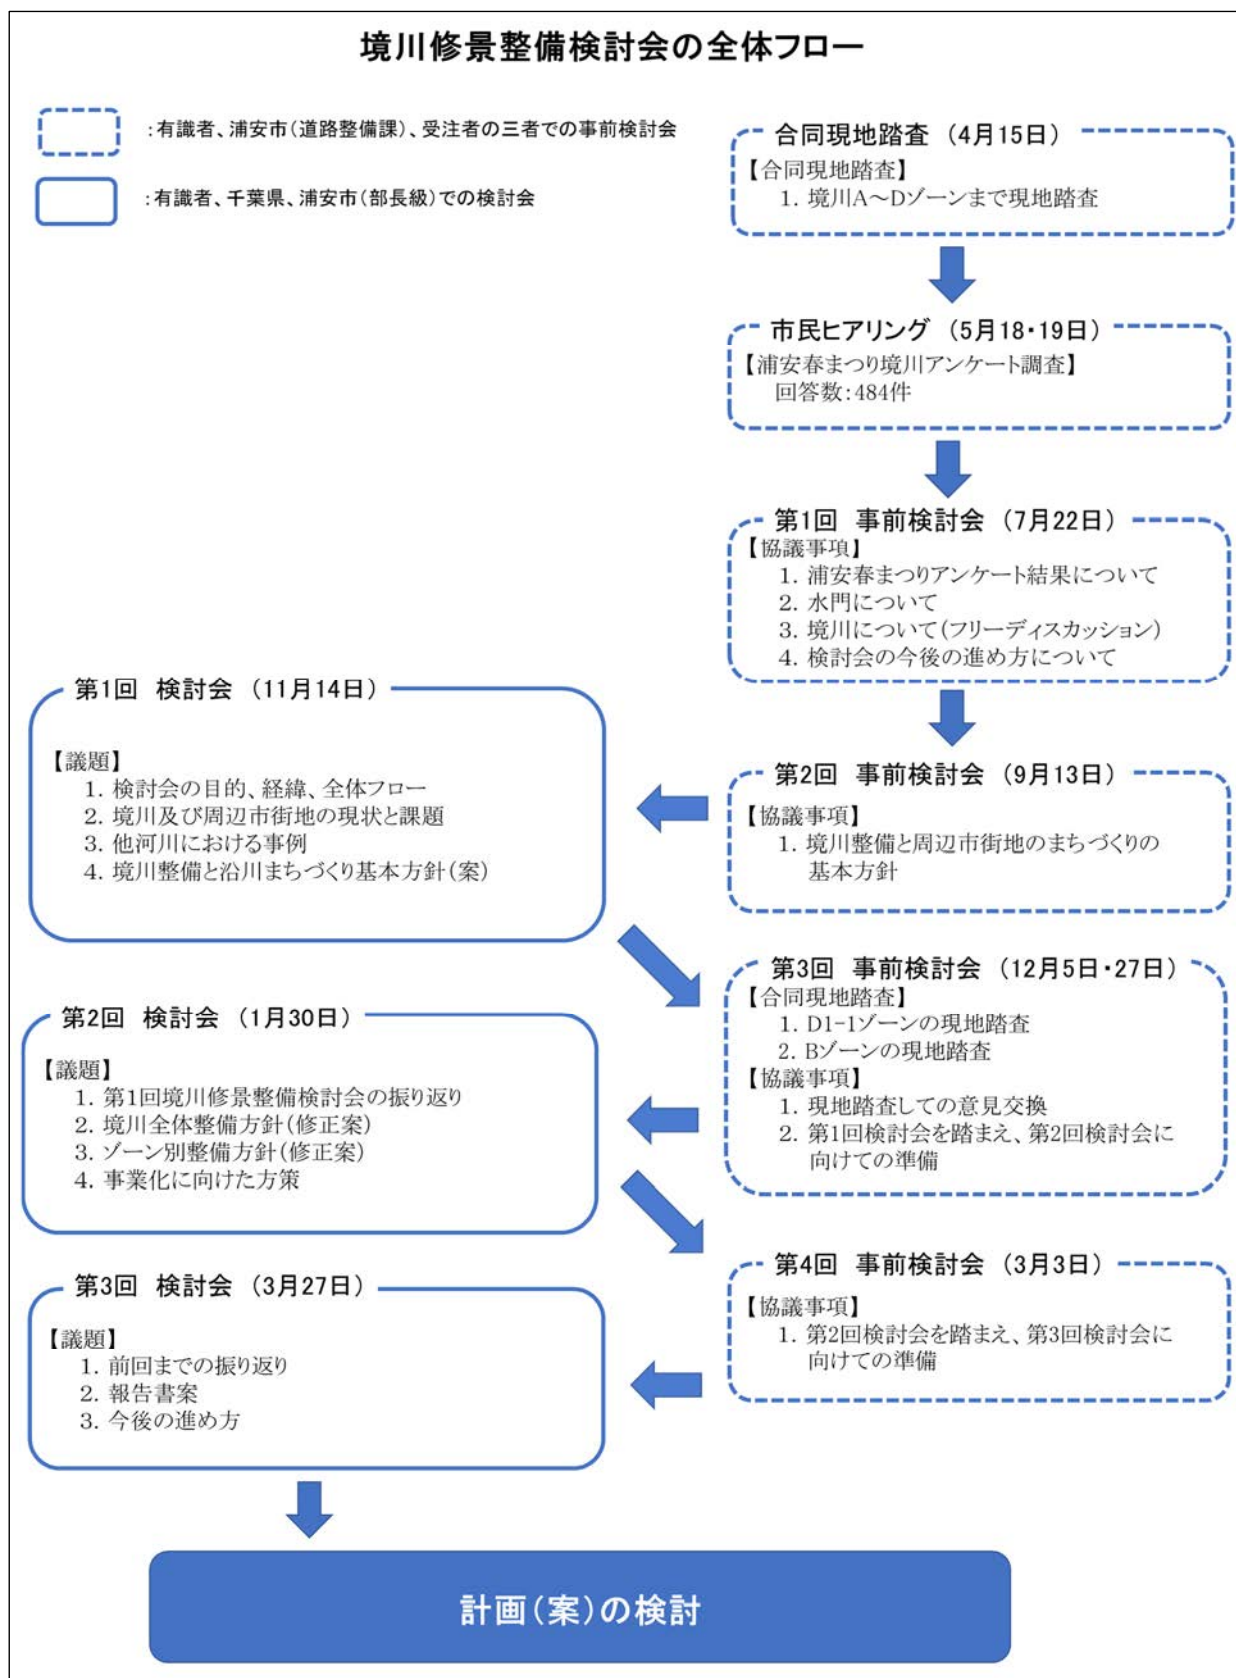 境川修景整備検討会の全体フロー
：有識者、浦安市（道路整備課）、受注者の三者での事前検討会
：有識者、千葉県、浦安市（部長級）での検討会
合同現地踏査　（4月15日）
【合同現地踏査】
1. 境川A～Dゾーンまで現地踏査
市民ヒアリング　（5月18・19日）
【浦安春まつり境川アンケート調査】
回答数：484件
第1回　事前検討会　（7月22日）
【協議事項】
1. 浦安春まつりアンケート結果について
2. 水門について
3. 境川について（フリーディスカッション）
4. 検討会の今後の進め方について
第2回　事前検討会　（9月13日）
【協議事項】
1. 境川整備と周辺市街地のまちづくりの
基本方針
第1回　検討会　（11月14日）
【議題】
1. 検討会の目的、経緯、全体フロー
2. 境川及び周辺市街地の現状と課題
3. 他河川における事例
4. 境川整備と沿川まちづくり基本方針（案）
第3回　事前検討会　（12月5日・27日）
【合同現地踏査】
1. D1-1ゾーンの現地踏査
2. Bゾーンの現地踏査
【協議事項】
1. 現地踏査しての意見交換
2. 第1回検討会を踏まえ、第2回検討会に
向けての準備
第2回　検討会　（1月30日）
【議題】
1. 第1回境川修景整備検討会の振り返り
2. 境川全体整備方針（修正案）
3. ゾーン別整備方針（修正案）
4. 事業化に向けた方策
第4回　事前検討会　（3月3日）
【協議事項】
1. 第2回検討会を踏まえ、第3回検討会に
向けての準備
第3回　検討会　（3月27日）
【議題】
1. 前回までの振り返り
2. 報告書案
3. 今後の進め方
計画（案）の検討